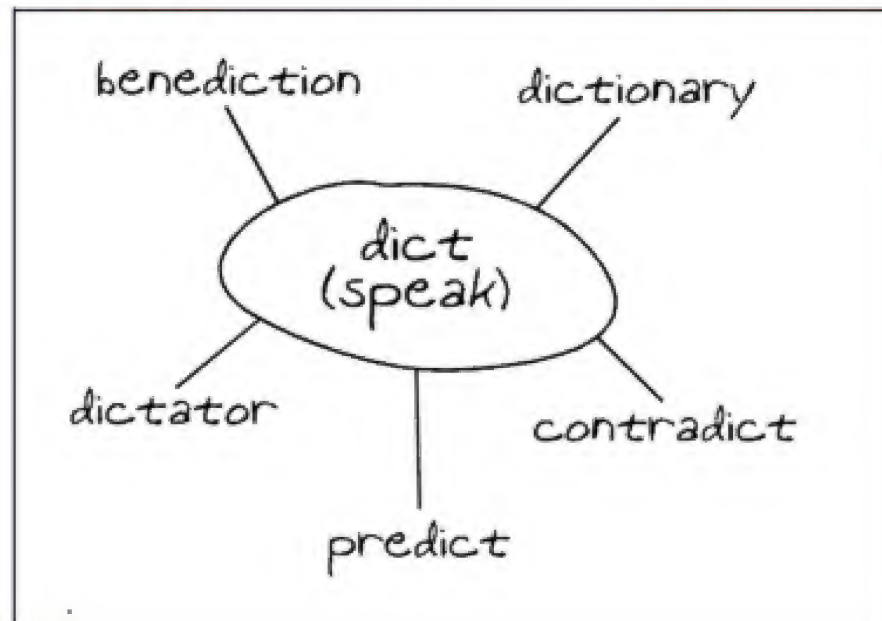 benediction
dictionary
dict
(speak)
dictator
contradict
predict